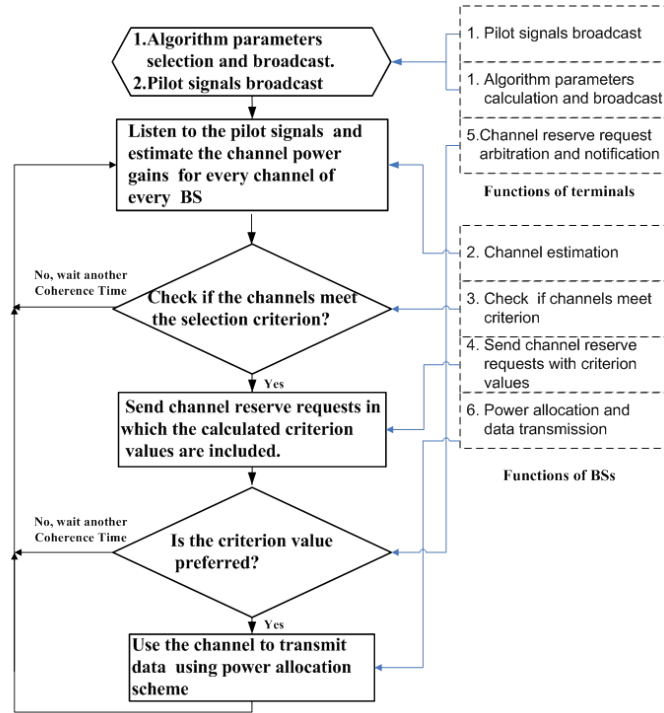 1.Algorithm parameters
selection and broadcast.
2.Pilot signals broadcast
Listen to the pilot signals and
estimate the channel power
gains for every channel of
every BS
No, wait another
Coherence Time
Check if the channels meet
the selection criterion?
Yes
Send channel reserve requests in
which the calculated criterion
values are included.
No, wait another
Coherence Time
Is the criterion value
preferred?
Yes
Use the channel to transmit
data using power allocation
scheme
1. Pilot signals broadcast
1. Algorithm parameters
calculation and broadcast
5.Channel reserve request
arbitration and notification
Functions of terminals
2. Channel estimation
3. Check if channels meet
criterion
4. Send channel reserve
requests with criterion
values
6. Power allocation and
data transmission
Functions of BSs